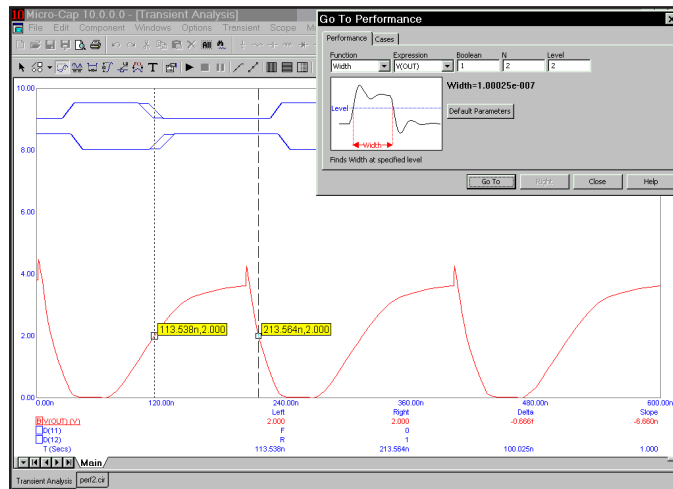 Micro-Cap 10.0.0.0 - [Transient Analysis]
File Edit Component Windows Options Transient Scope
Go To Performance
Performance Cases
Function Expression Boolean N Level
Width V(OUT) 1 2 2
Width=1.00025e-007
Level
Width
Default Parameters
Finds Width at specified level
Go To Right Close Help
10.00
8.00
6.00
4.00
2.00
0.00
113.538n,2.000
213.564n,2.000
0.00n 120.00n 240.00n 360.00n 480.00n 600.00n
Left Right Delta Slope
V(OUT) (V) 2.000 2.000 -0.666f -6.660n
D(11) F 0
D(12) R 1
T (Secs) 113.538n 213.564n 100.025n 1.000
Main
Transient Analysis perf2.cir